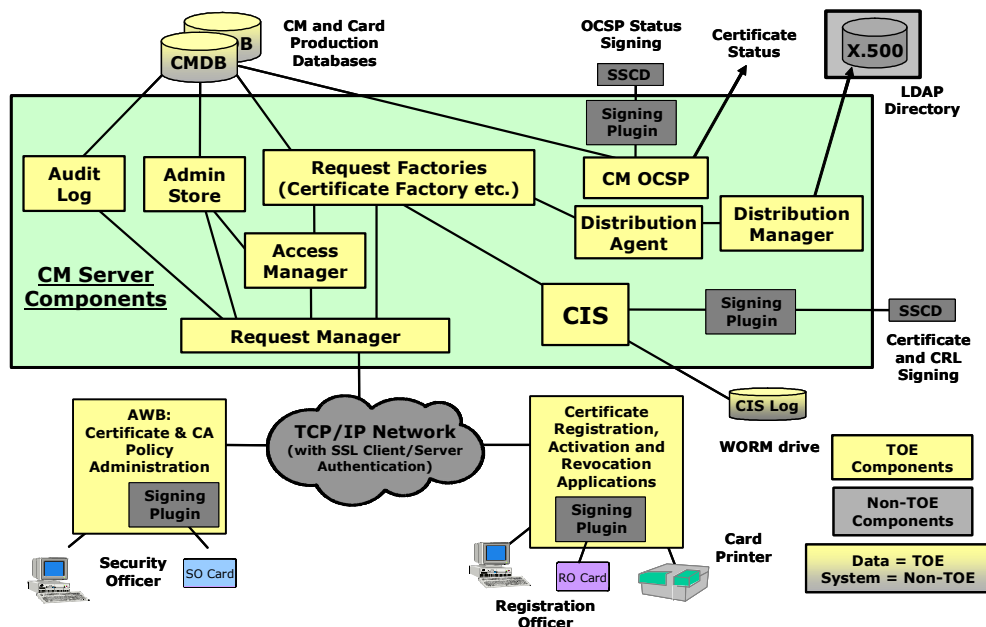 CM and Card
Production
Databases
DB
CMDB
OCSP Status
Signing
SSCD
Certificate
Status
X.500
LDAP
Directory
Signing
Plugin
Audit
Log
Admin
Store
Request Factories
(Certificate Factory etc.)
CM OCSP
Distribution
Agent
Distribution
Manager
Access
Manager
CM Server
Components
Request Manager
CIS
Signing
Plugin
SSCD
Certificate
and CRL
Signing
CIS Log
WORM drive
AWB:
Certificate & CA
Policy
Administration
Signing
Plugin
TCP/IP Network
(with SSL Client/Server
Authentication)
Certificate
Registration,
Activation and
Revocation
Applications
Signing
Plugin
Security
Officer
SO Card
Registration
Officer
RO Card
Card
Printer
TOE
Components
Non-TOE
Components
Data = TOE
System = Non-TOE